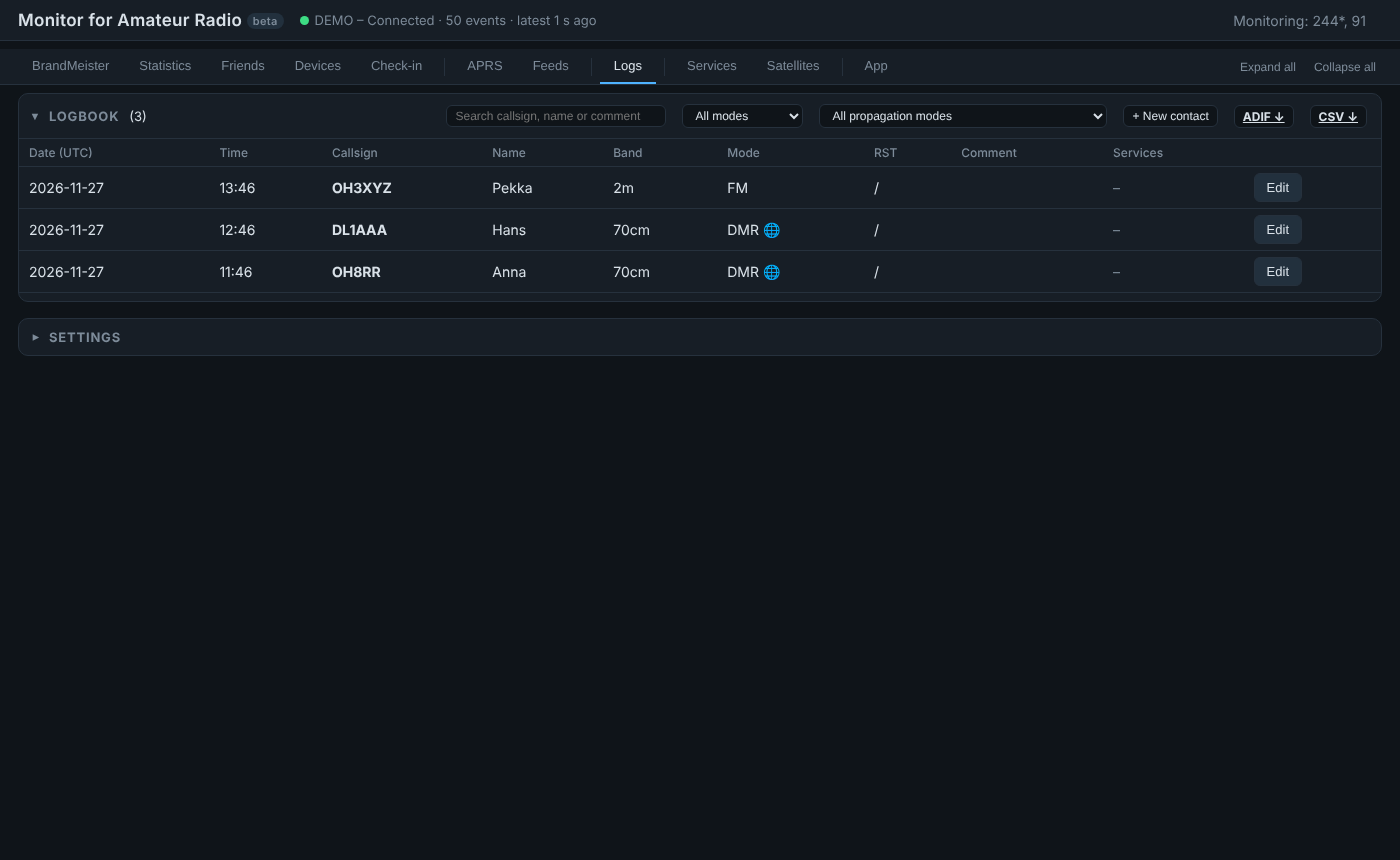 Monitor for Amateur Radio beta DEMO – Connected · 50 events · latest 1 s ago Monitoring: 244*, 91
BrandMeister Statistics Friends Devices Check-in APRS Feeds Logs Services Satellites App Expand all Collapse all
▼ LOGBOOK (3) Search callsign, name or comment All modes All propagation modes + New contact ADIF ↓ CSV ↓
Date (UTC) Time Callsign Name Band Mode RST Comment Services
2026-11-27 13:46 OH3XYZ Pekka 2m FM / – Edit
2026-11-27 12:46 DL1AAA Hans 70cm DMR 🌐 / – Edit
2026-11-27 11:46 OH8RR Anna 70cm DMR 🌐 / – Edit
► SETTINGS